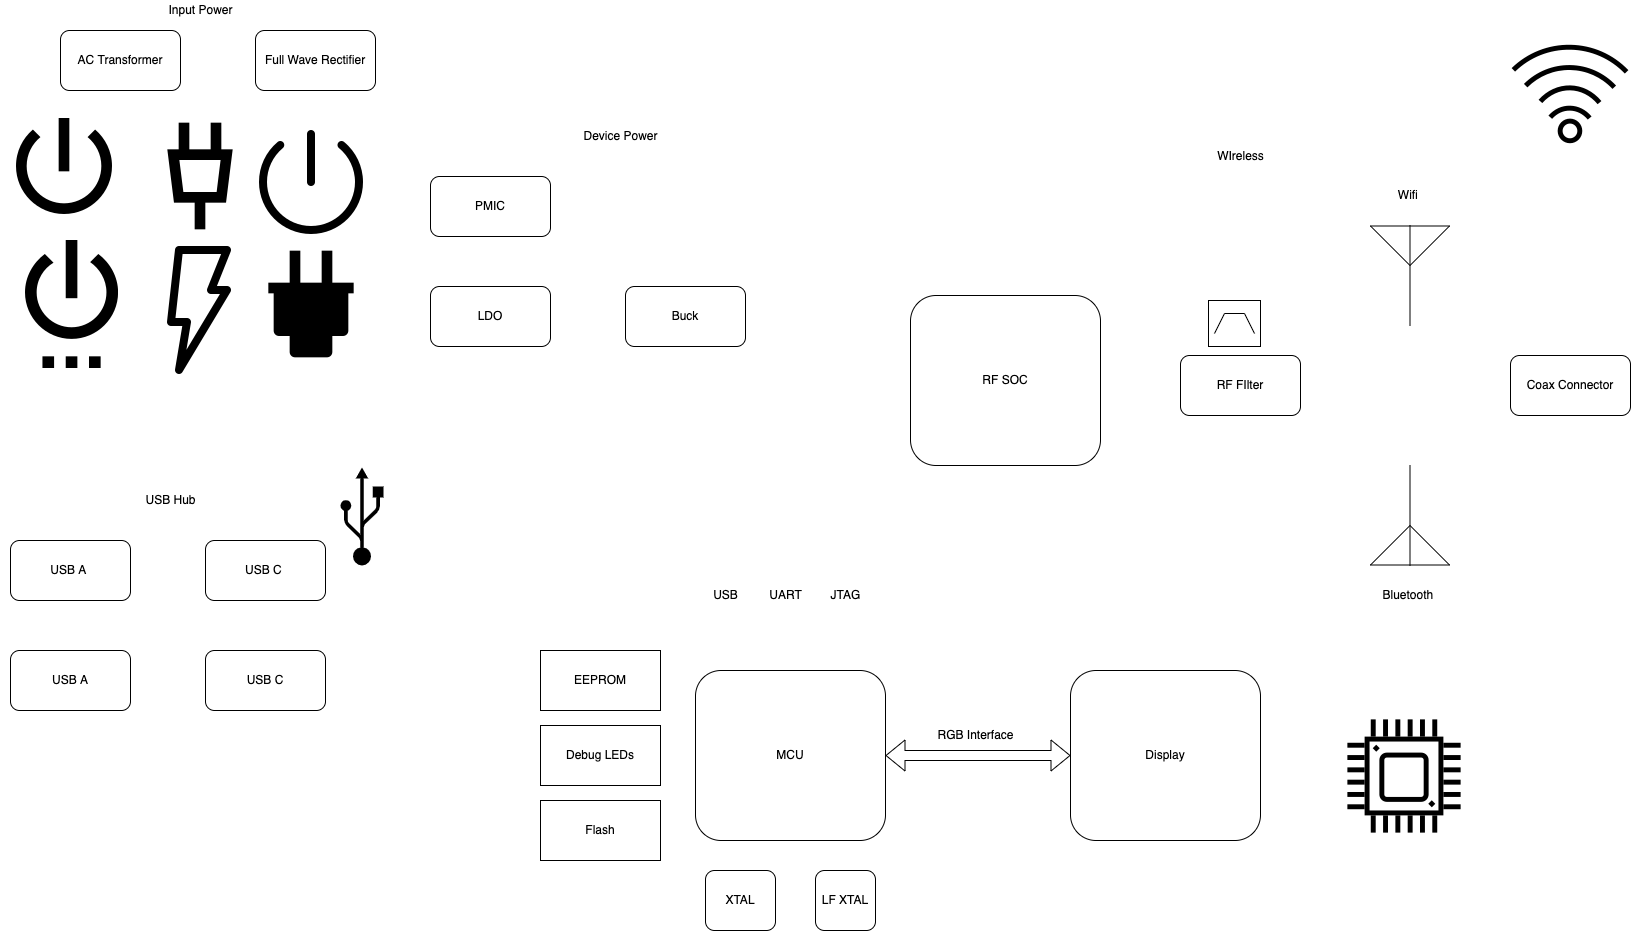 Input Power
AC Transformer
Full Wave Rectifier
Device Power
WIreless
Wifi
PMIC
LDO
Buck
RF SOC
RF FIlter
Coax Connector
USB Hub
USB A
USB C
USB A
USB C
USB
UART
JTAG
Bluetooth
EEPROM
Debug LEDs
Flash
MCU
RGB Interface
Display
XTAL
LF XTAL